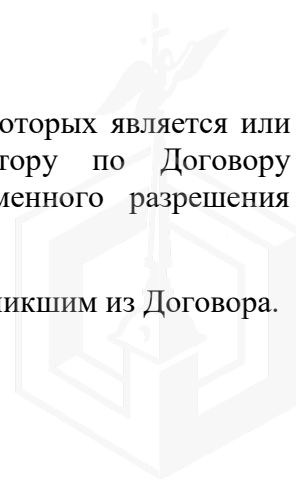 оторых является или
тору по Договору
менного разрешения
никшим из Договора.